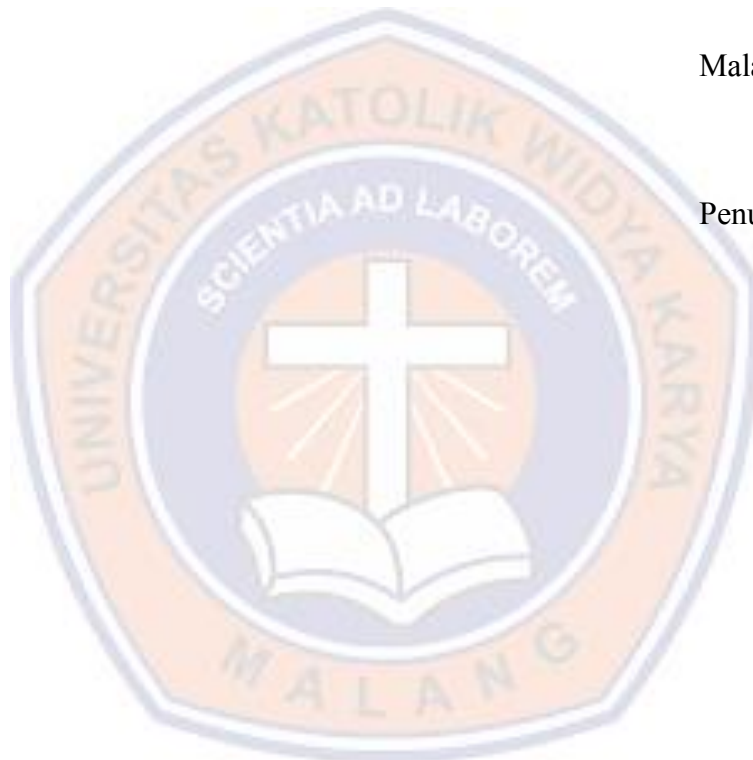 Mala
UNIVERSITAS KATOLIK WIDYA KARYA
SCIENTIA AD LABOREM
Penu
MALANG